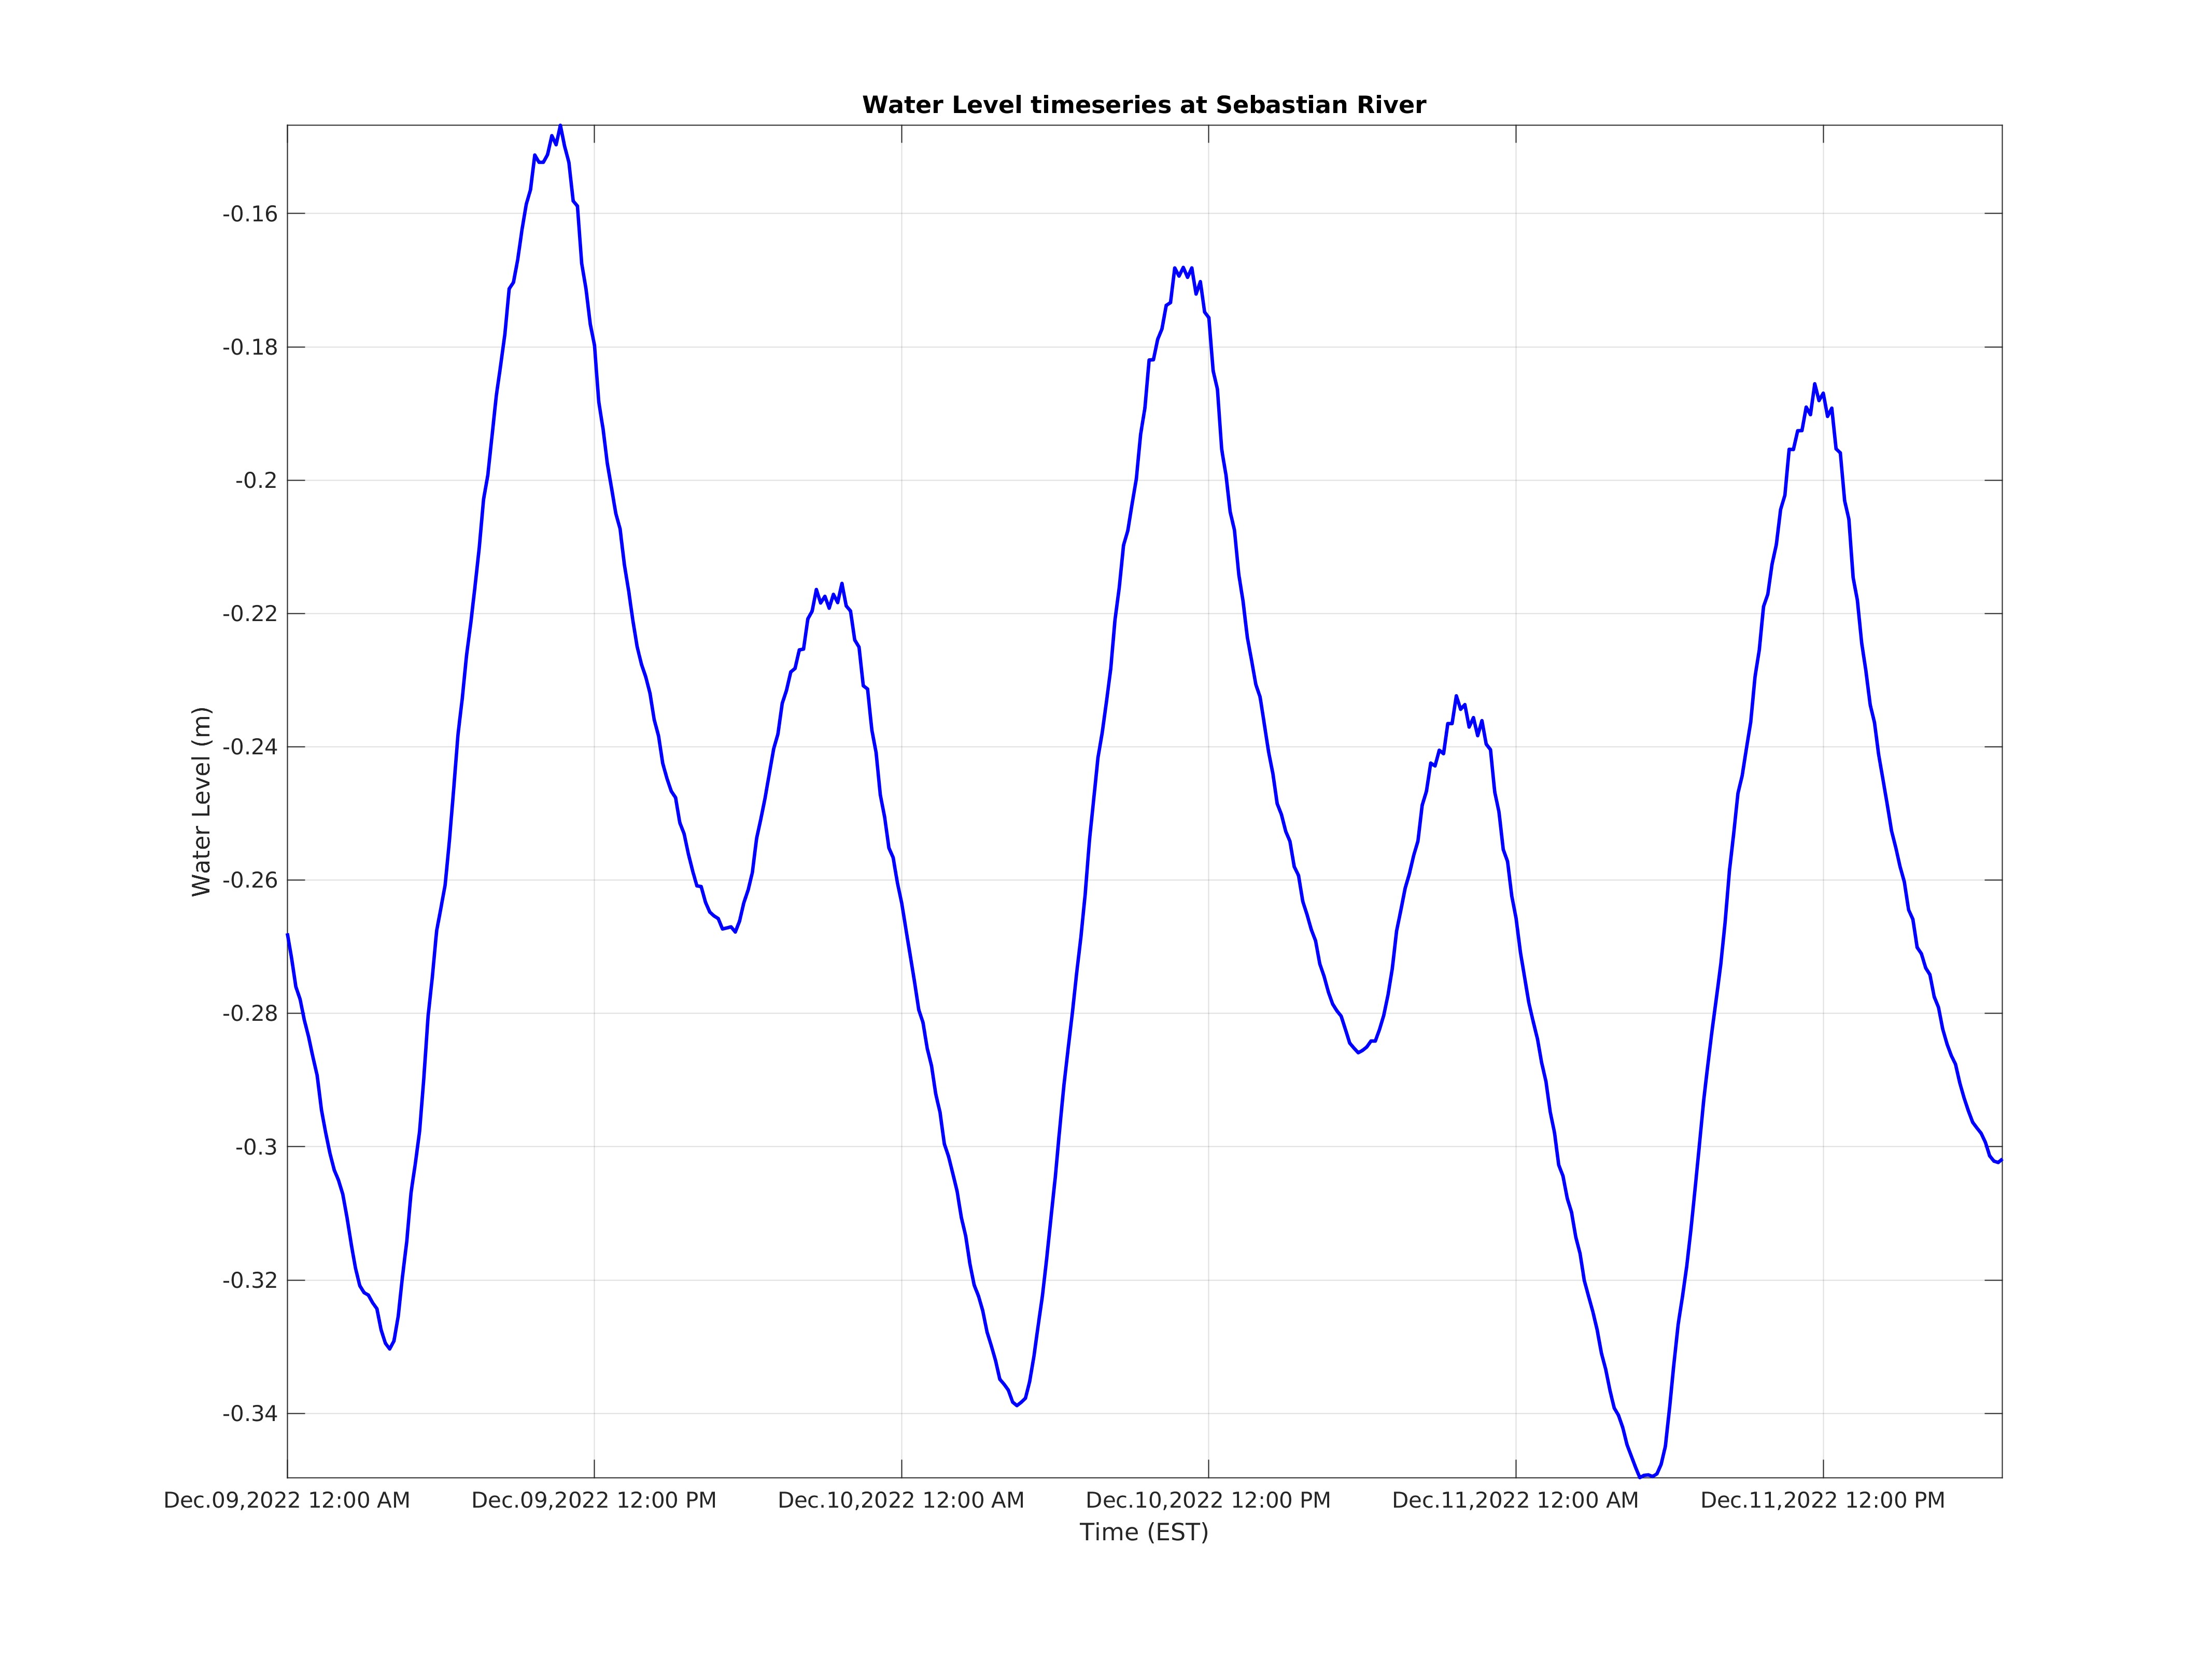 Water Level timeseries at Sebastian River
-0.16
-0.18
-0.2
-0.22
-0.24
-0.26
-0.28
-0.3
-0.32
-0.34
Water Level (m)
Dec.09,2022 12:00 AM Dec.09,2022 12:00 PM Dec.10,2022 12:00 AM Dec.10,2022 12:00 PM Dec.11,2022 12:00 AM Dec.11,2022 12:00 PM
Time (EST)